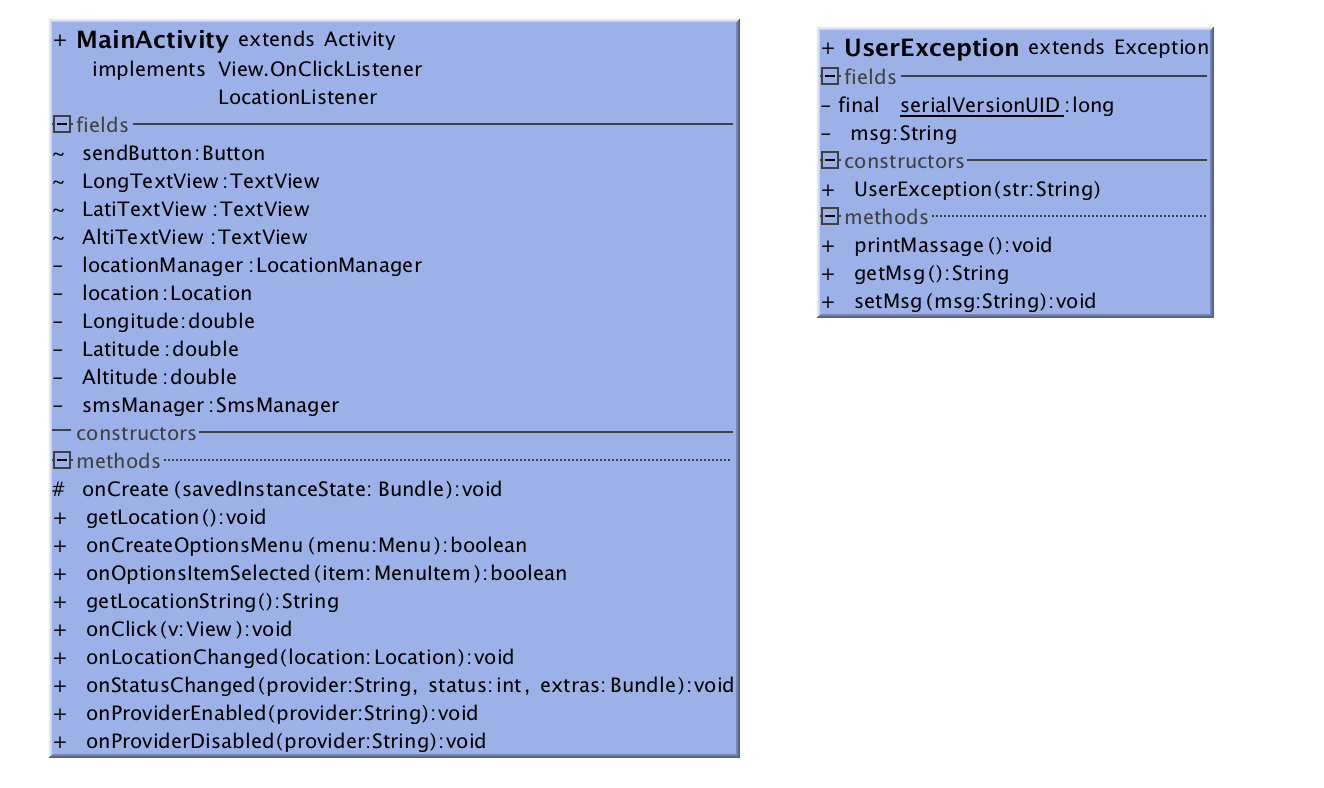 + MainActivity extends Activity
implements View.OnClickListener
LocationListener
fields
~ sendButton:Button
~ LongTextView:TextView
~ LatiTextView:TextView
~ AltiTextView:TextView
- locationManager:LocationManager
- location:Location
- Longitude:double
- Latitude:double
- Altitude:double
- smsManager:SmsManager
constructors
methods
# onCreate(savedInstanceState: Bundle):void
+ getLocation():void
+ onCreateOptionsMenu(menu:Menu):boolean
+ onOptionsItemSelected(item:MenuItem):boolean
+ getLocationString():String
+ onClick(v:View):void
+ onLocationChanged(location:Location):void
+ onStatusChanged(provider:String, status:int, extras:Bundle):void
+ onProviderEnabled(provider:String):void
+ onProviderDisabled(provider:String):void
+ UserException extends Exception
fields
- final serialVersionUID:long
- msg:String
constructors
+ UserException(str:String)
methods
+ printMassage():void
+ getMsg():String
+ setMsg(msg:String):void